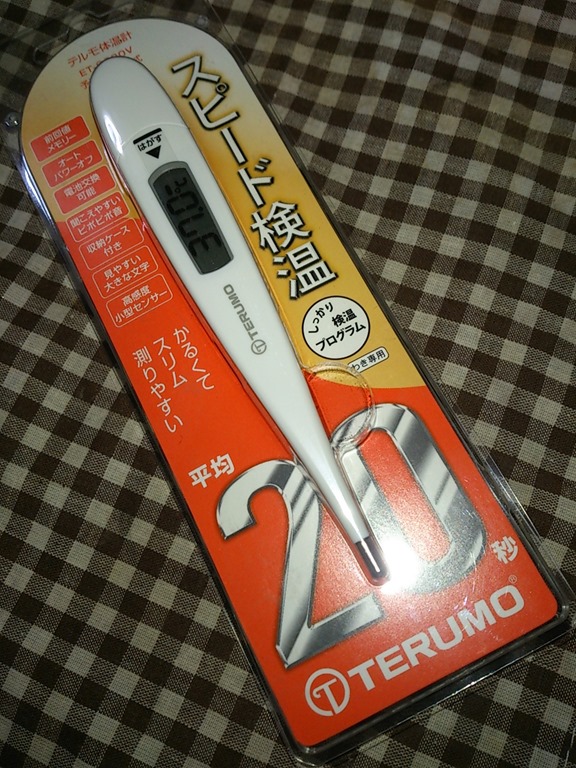 テルモ体温計
スピード検温
はがす
前回値
メモリー
オート
パワーオフ
電池交換
可能
聞こえやすい
ピポピポ音
収納ケース
付き
見やすい
大きな文字
高感度
小型センサー
TERUMO
しっかり
検温
プログラム
わき専用
かるくて
スリム
測りやすい
平均
20
秒
TERUMO®